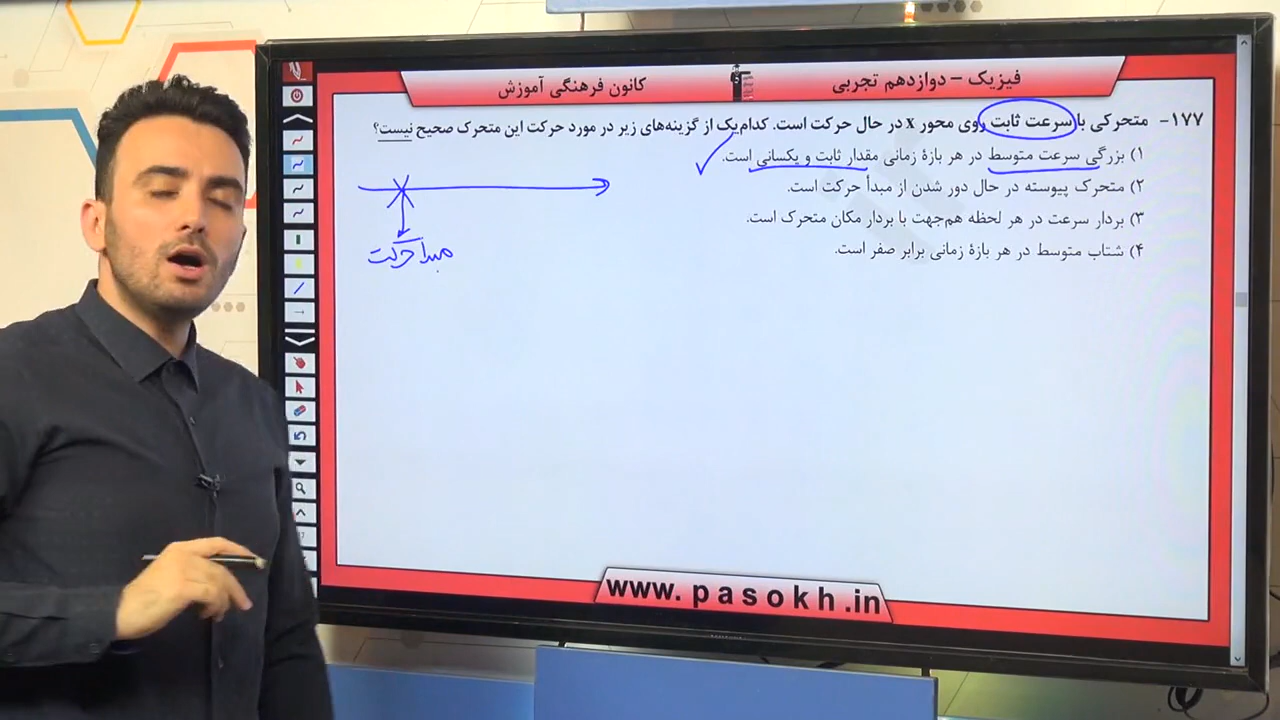 فیزیک – دوازدهم تجربی
کانون فرهنگی آموزش
۱۷۷- متحرکی با سرعت ثابت روی محور x در حال حرکت است. کدام‌یک از گزینه‌های زیر در مورد حرکت این متحرک صحیح نیست؟
۱) بزرگی سرعت متوسط در هر بازهٔ زمانی مقدار ثابت و یکسانی است.
۲) متحرک پیوسته در حال دور شدن از مبدأ حرکت است.
۳) بردار سرعت در هر لحظه هم‌جهت با بردار مکان متحرک است.
۴) شتاب متوسط در هر بازهٔ زمانی برابر صفر است.
مبدا حرکت
www. p a s o k h .in